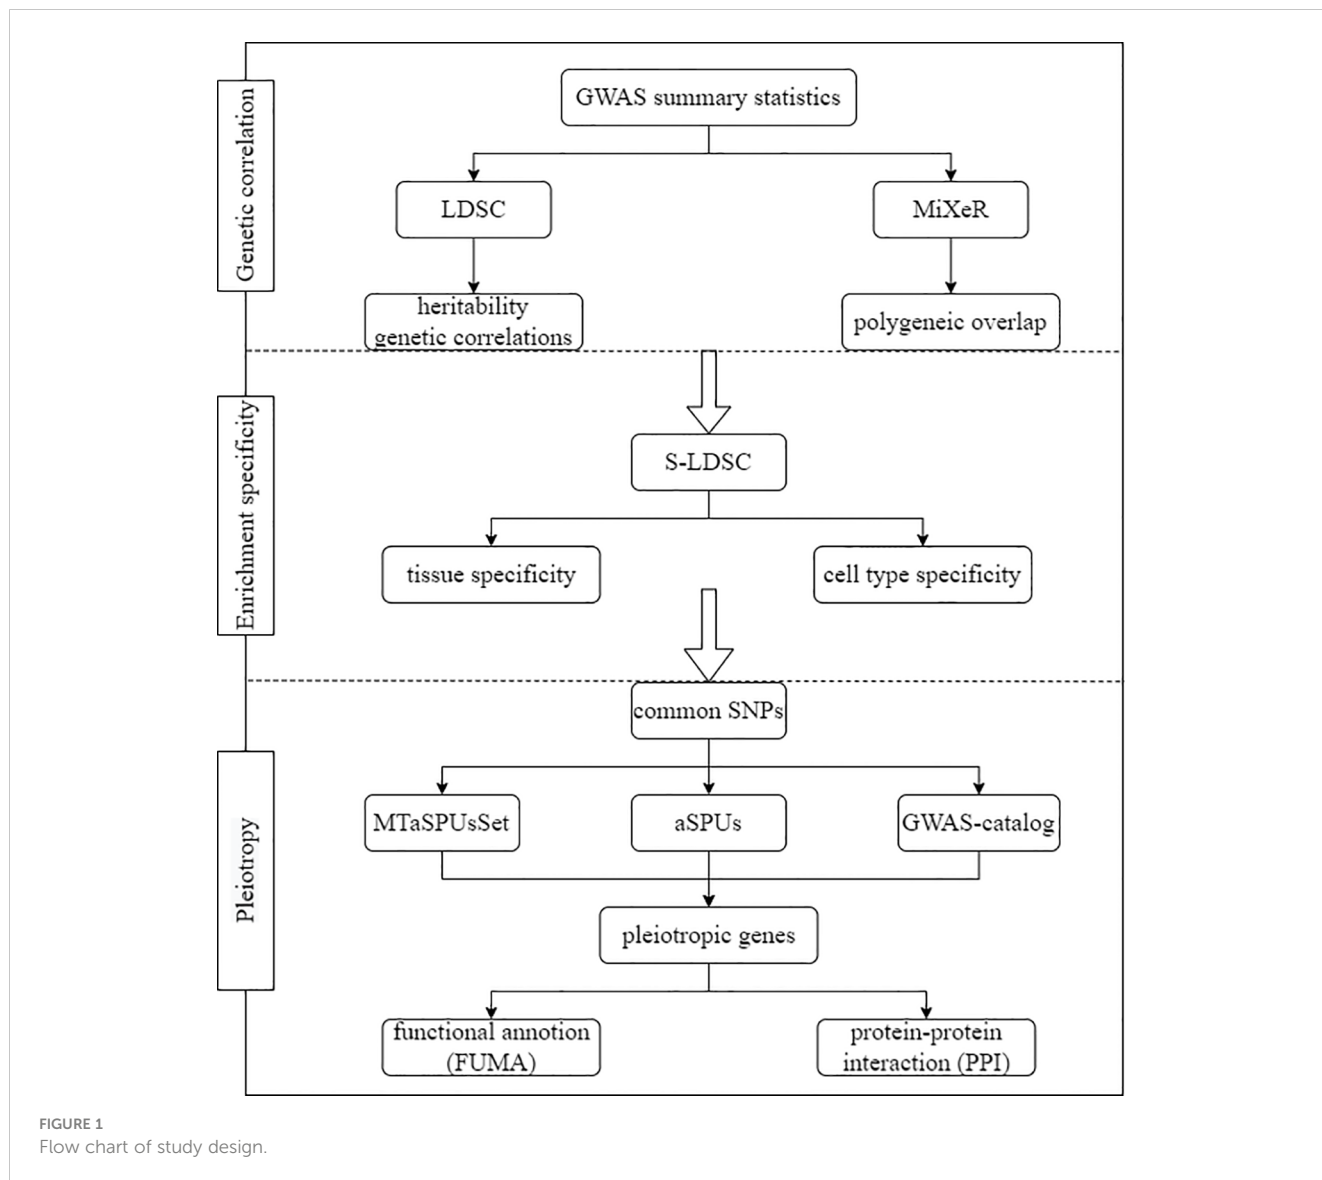 Genetic correlation
GWAS summary statistics
LDSC
MiXeR
heritability
genetic correlations
polygeneic overlap
Enrichment specificity
S-LDSC
tissue specificity
cell type specificity
Pleiotropy
common SNPs
MTaSPUsSet
aSPUs
GWAS-catalog
pleiotropic genes
functional annotion
(FUMA)
protein-protein
interaction (PPI)
FIGURE 1
Flow chart of study design.